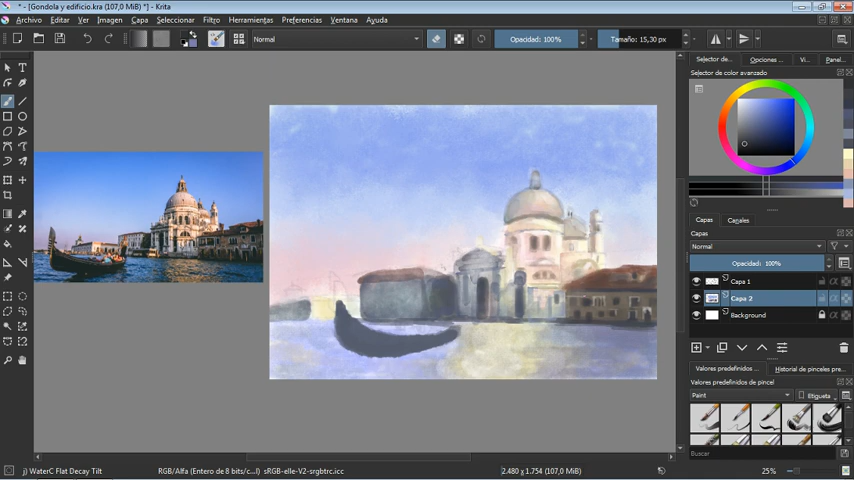 * - [Gondola y edificio.kra (107,0 MiB) *] - Krita
Archivo Editar Ver Imagen Capa Seleccionar Filtro Herramientas Preferencias Ventana Ayuda
Normal
Opacidad: 100%
Tamaño: 15,30 px
Selector de...
Opciones ...
Vi...
Panel...
Selector de color avanzado
Capas
Canales
Capas
Normal
Opacidad: 100%
Capa 1
Capa 2
Background
Valores predefinidos ...
Historial de pinceles pre...
Valores predefinidos de pincel
Paint
Etiqueta
Buscar
j) WaterC Flat Decay Tilt
RGB/Alfa (Entero de 8 bits/c...l) sRGB-elle-V2-srgbtrc.icc
2.480 x 1.754 (107,0 MiB)
25%